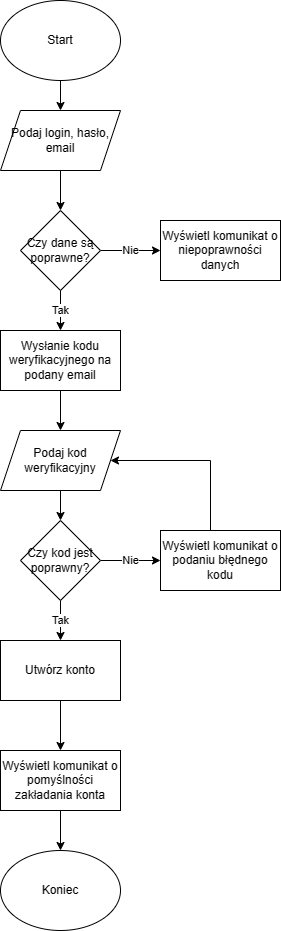 Start
Podaj login, hasło,
email
Czy dane są
poprawne?
Nie
Wyświetl komunikat o
niepoprawności
danych
Tak
Wysłanie kodu
weryfikacyjnego na
podany email
Podaj kod
weryfikacyjny
Czy kod jest
poprawny?
Nie
Wyświetl komunikat o
podaniu błędnego
kodu
Tak
Utwórz konto
Wyświetl komunikat o
pomyślności
zakładania konta
Koniec